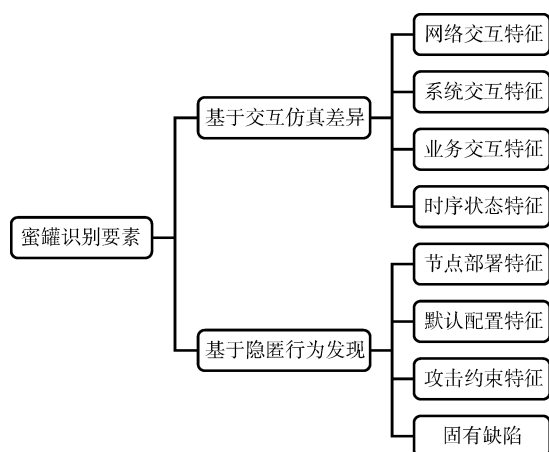 蜜罐识别要素
基于交互仿真差异
网络交互特征
系统交互特征
业务交互特征
时序状态特征
基于隐匿行为发现
节点部署特征
默认配置特征
攻击约束特征
固有缺陷